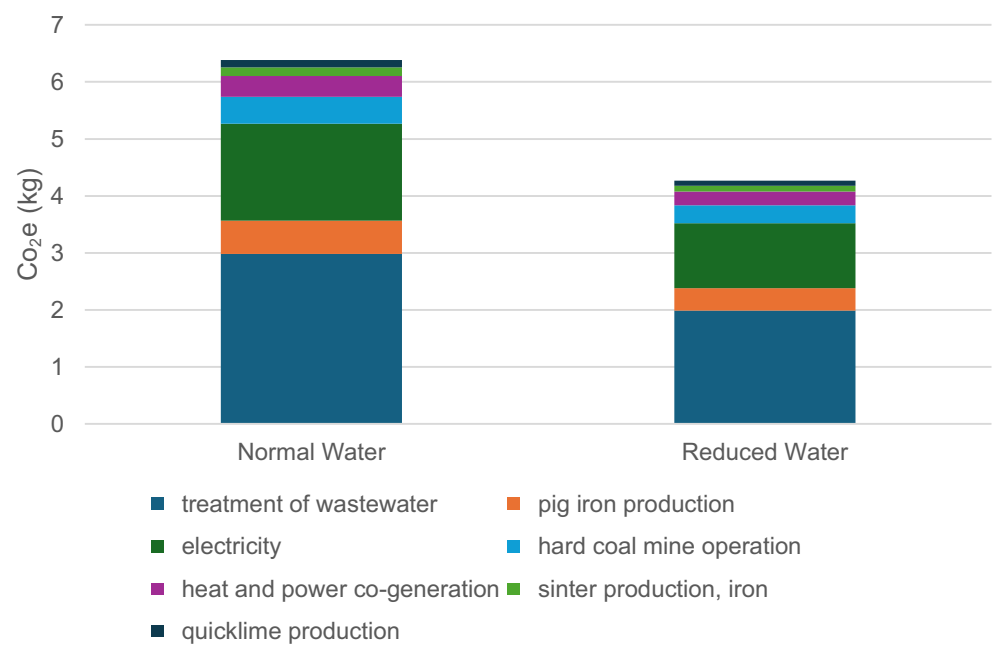 7
6
5
4
3
2
1
0
Co₂e (kg)
Normal Water Reduced Water
treatment of wastewater pig iron production
electricity hard coal mine operation
heat and power co-generation sinter production, iron
quicklime production